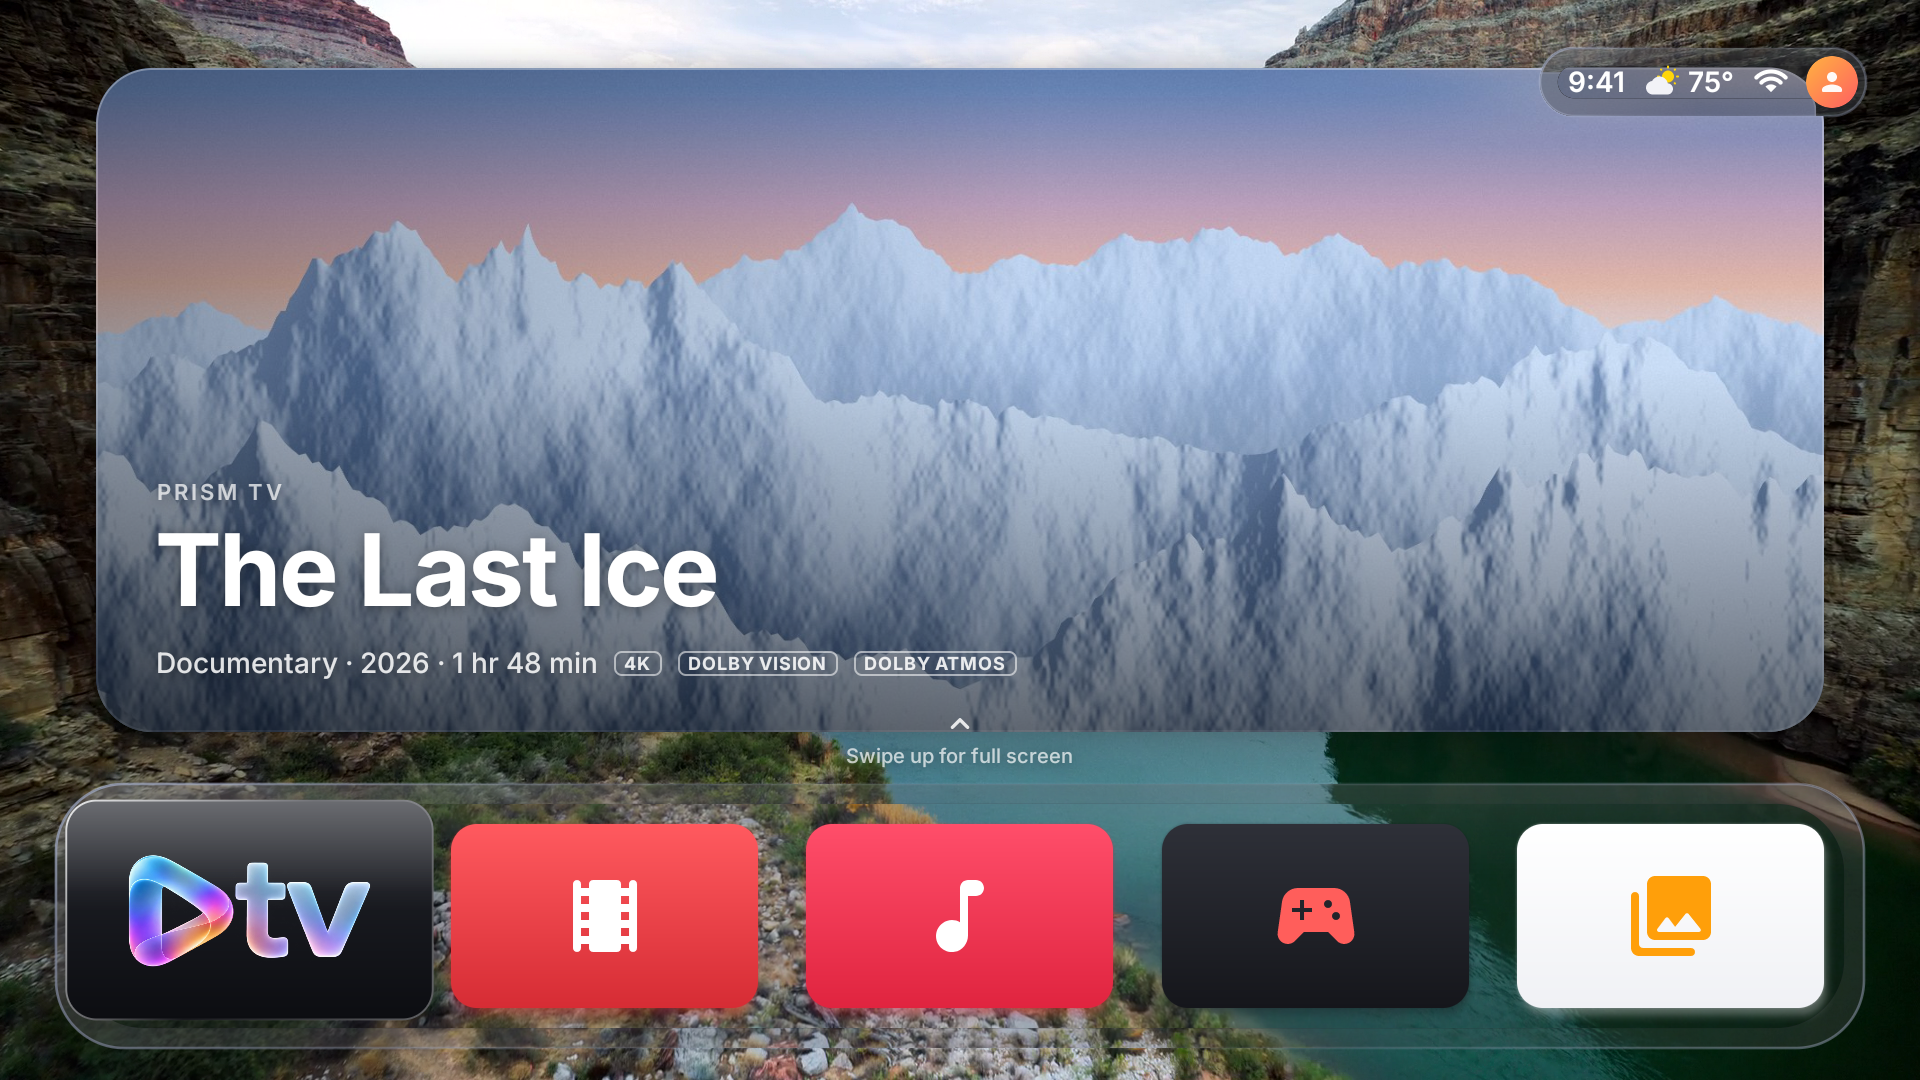 9:41 75°
PRISM TV
The Last Ice
Documentary · 2026 · 1 hr 48 min 4K DOLBY VISION DOLBY ATMOS
Swipe up for full screen
tv